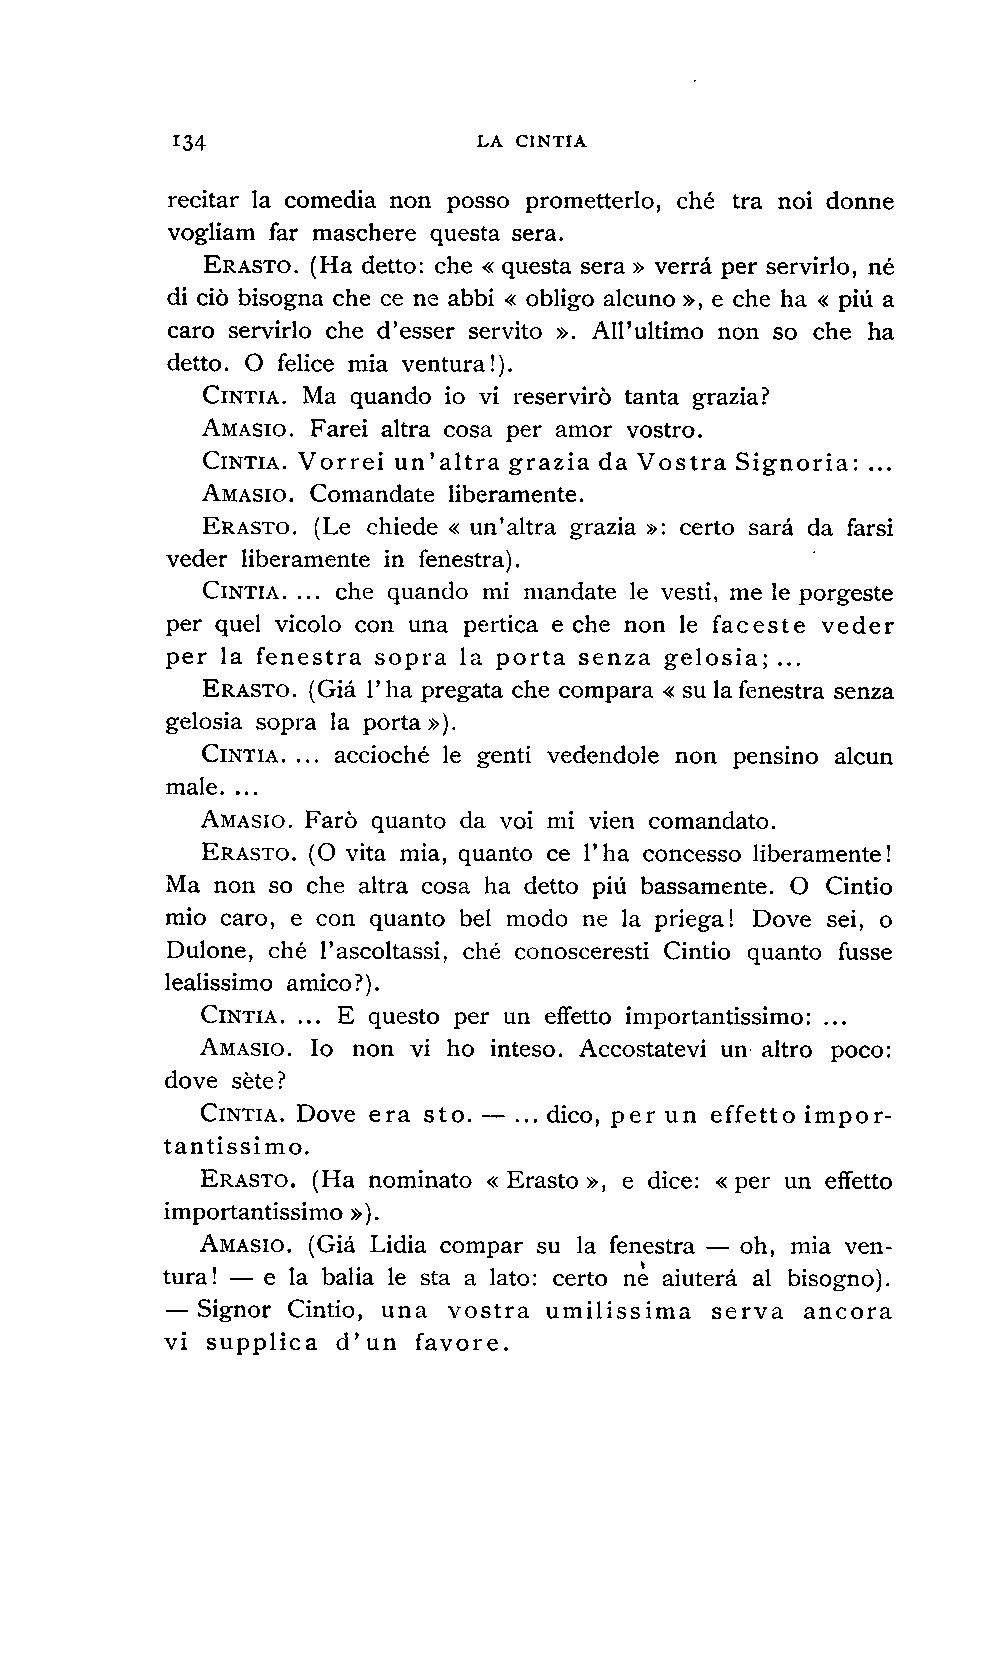 134 LA CINTIA
recitar la comedia non posso prometterlo, ché tra noi donne
vogliam far maschere questa sera.
ERASTO. (Ha detto: che « questa sera » verrá per servirlo, né
di ciò bisogna che ce ne abbi « obligo alcuno », e che ha « piú a
caro servirlo che d'esser servito ». All'ultimo non so che ha
detto. O felice mia ventura!).
CINTIA. Ma quando io vi reservirò tanta grazia?
AMASIO. Farei altra cosa per amor vostro.
CINTIA. Vorrei un'altra grazia da Vostra Signoria: ...
AMASIO. Comandate liberamente.
ERASTO. (Le chiede « un'altra grazia »: certo sará da farsi
veder liberamente in fenestra).
CINTIA. ... che quando mi mandate le vesti, me le porgeste
per quel vicolo con una pertica e che non le faceste veder
per la fenestra sopra la porta senza gelosia; ...
ERASTO. (Giá l'ha pregata che compara « su la fenestra senza
gelosia sopra la porta »).
CINTIA. ... accioché le genti vedendole non pensino alcun
male. ...
AMASIO. Farò quanto da voi mi vien comandato.
ERASTO. (O vita mia, quanto ce l'ha concesso liberamente!
Ma non so che altra cosa ha detto piú bassamente. O Cintio
mio caro, e con quanto bel modo ne la priega! Dove sei, o
Dulone, ché l'ascoltassi, ché conosceresti Cintio quanto fusse
lealissimo amico?).
CINTIA. ... E questo per un effetto importantissimo: ...
AMASIO. Io non vi ho inteso. Accostatevi un altro poco:
dove sète?
CINTIA. Dove era sto. — ... dico, per un effetto impor-
tantissimo.
ERASTO. (Ha nominato « Erasto », e dice: « per un effetto
importantissimo »).
AMASIO. (Giá Lidia compar su la fenestra — oh, mia ven-
tura! — e la balia le sta a lato: certo nè aiuterá al bisogno).
— Signor Cintio, una vostra umilissima serva ancora
vi supplica d'un favore.